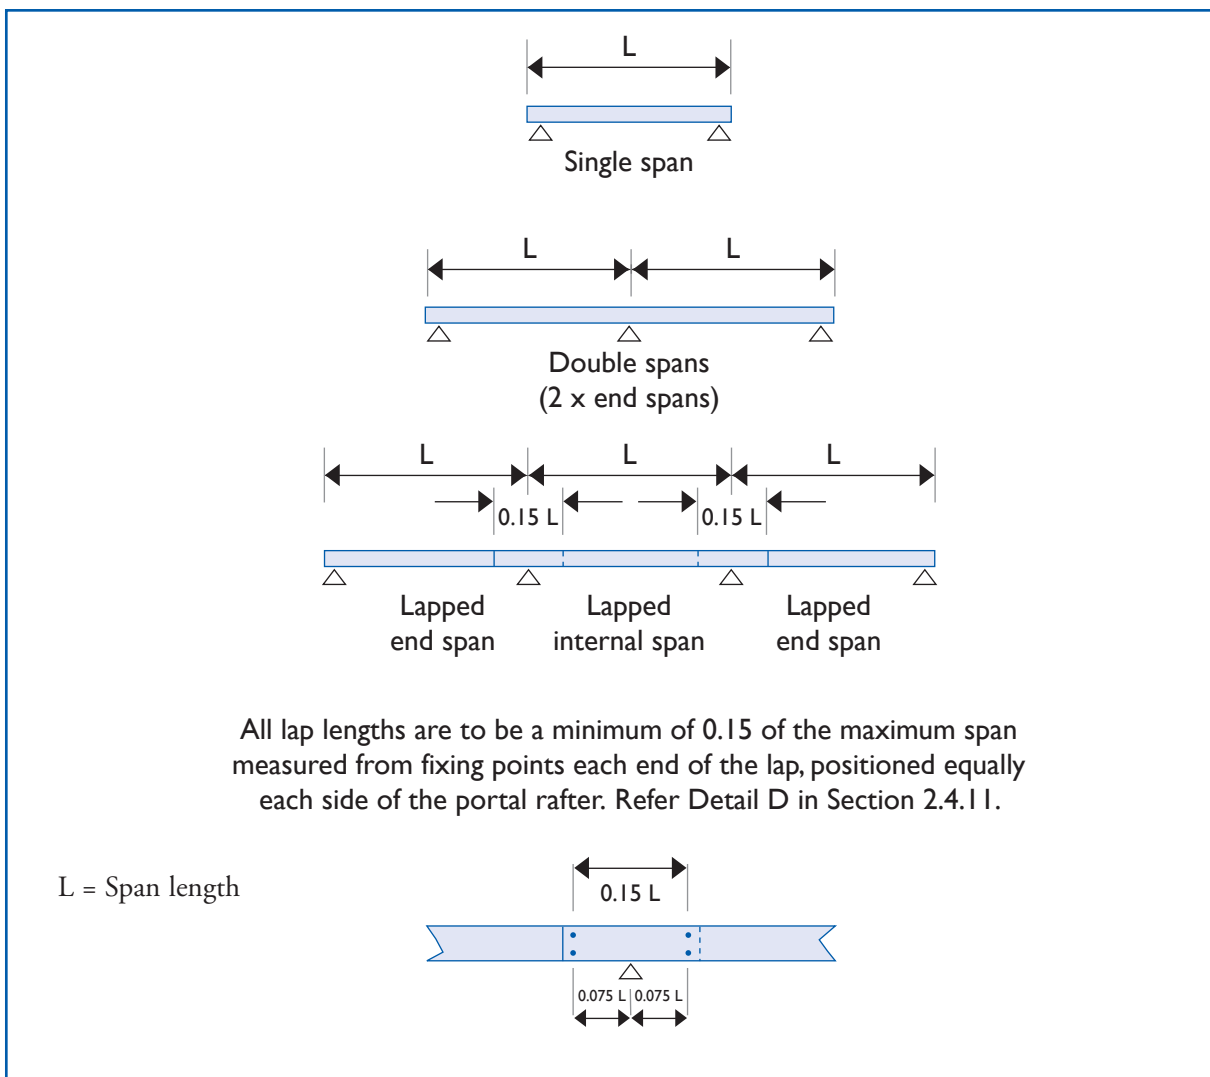 L
Single span
L L
Double spans
(2 x end spans)
L L L
0.15 L 0.15 L
Lapped Lapped Lapped
end span internal span end span
All lap lengths are to be a minimum of 0.15 of the maximum span
measured from fixing points each end of the lap, positioned equally
each side of the portal rafter. Refer Detail D in Section 2.4.11.
L = Span length
0.15 L
0.075 L 0.075 L